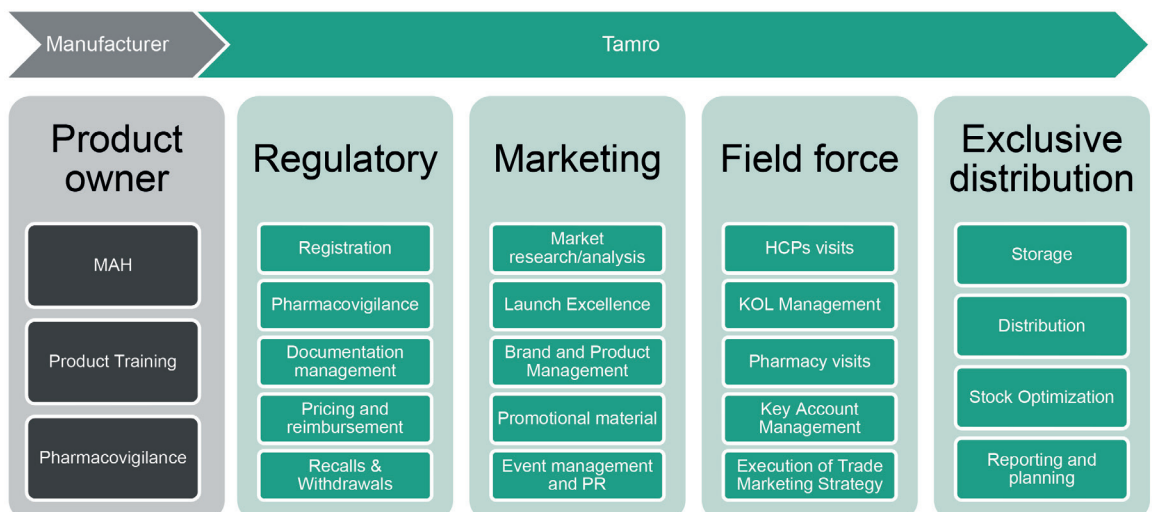 Manufacturer
Tamro
Product
owner
MAH
Product Training
Pharmacovigilance
Regulatory
Registration
Pharmacovigilance
Documentation
management
Pricing and
reimbursement
Recalls &
Withdrawals
Marketing
Market
research/analysis
Launch Excellence
Brand and Product
Management
Promotional material
Event management
and PR
Field force
HCPs visits
KOL Management
Pharmacy visits
Key Account
Management
Execution of Trade
Marketing Strategy
Exclusive
distribution
Storage
Distribution
Stock Optimization
Reporting and
planning